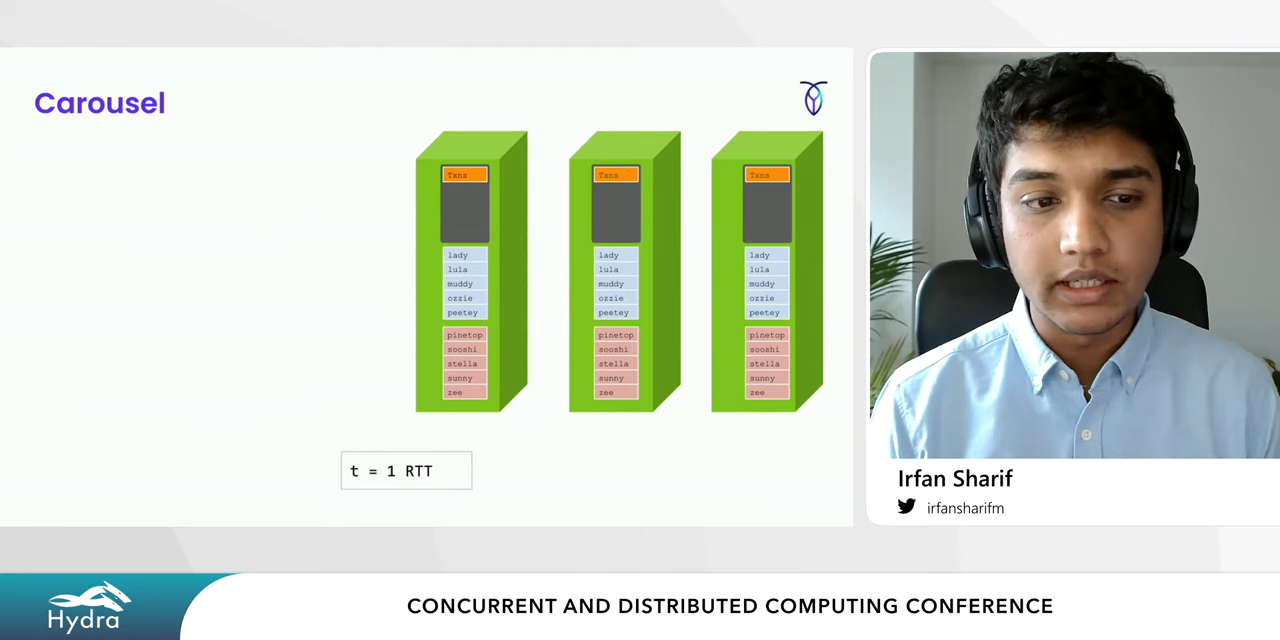 Carousel
Txns
lady
lula
muddy
ozzie
peetey
pinetop
sooshi
stella
sunny
zee
Txns
lady
lula
muddy
ozzie
peetey
pinetop
sooshi
stella
sunny
zee
Txns
lady
lula
muddy
ozzie
peetey
pinetop
sooshi
stella
sunny
zee
t = 1 RTT
Irfan Sharif
irfansharifm
Hydra
CONCURRENT AND DISTRIBUTED COMPUTING CONFERENCE